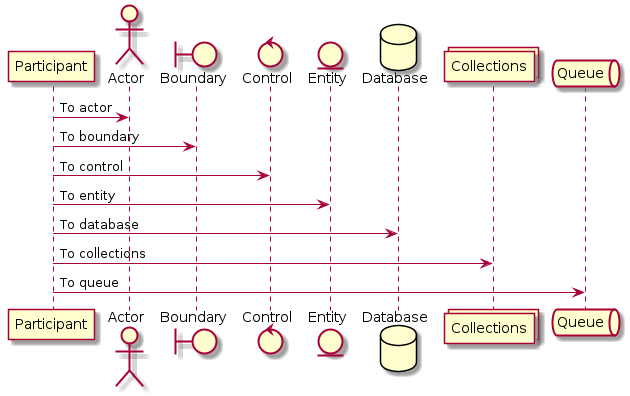 Participant Actor Boundary Control Entity Database Collections Queue
To actor
To boundary
To control
To entity
To database
To collections
To queue
Participant Actor Boundary Control Entity Database Collections Queue